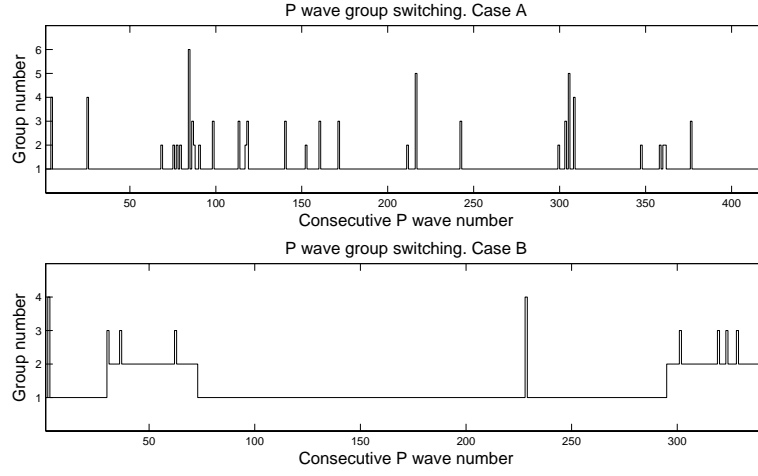 P wave group switching. Case A
Group number
6
5
4
3
2
1
50 100 150 200 250 300 350 400
Consecutive P wave number
P wave group switching. Case B
Group number
4
3
2
1
50 100 150 200 250 300
Consecutive P wave number